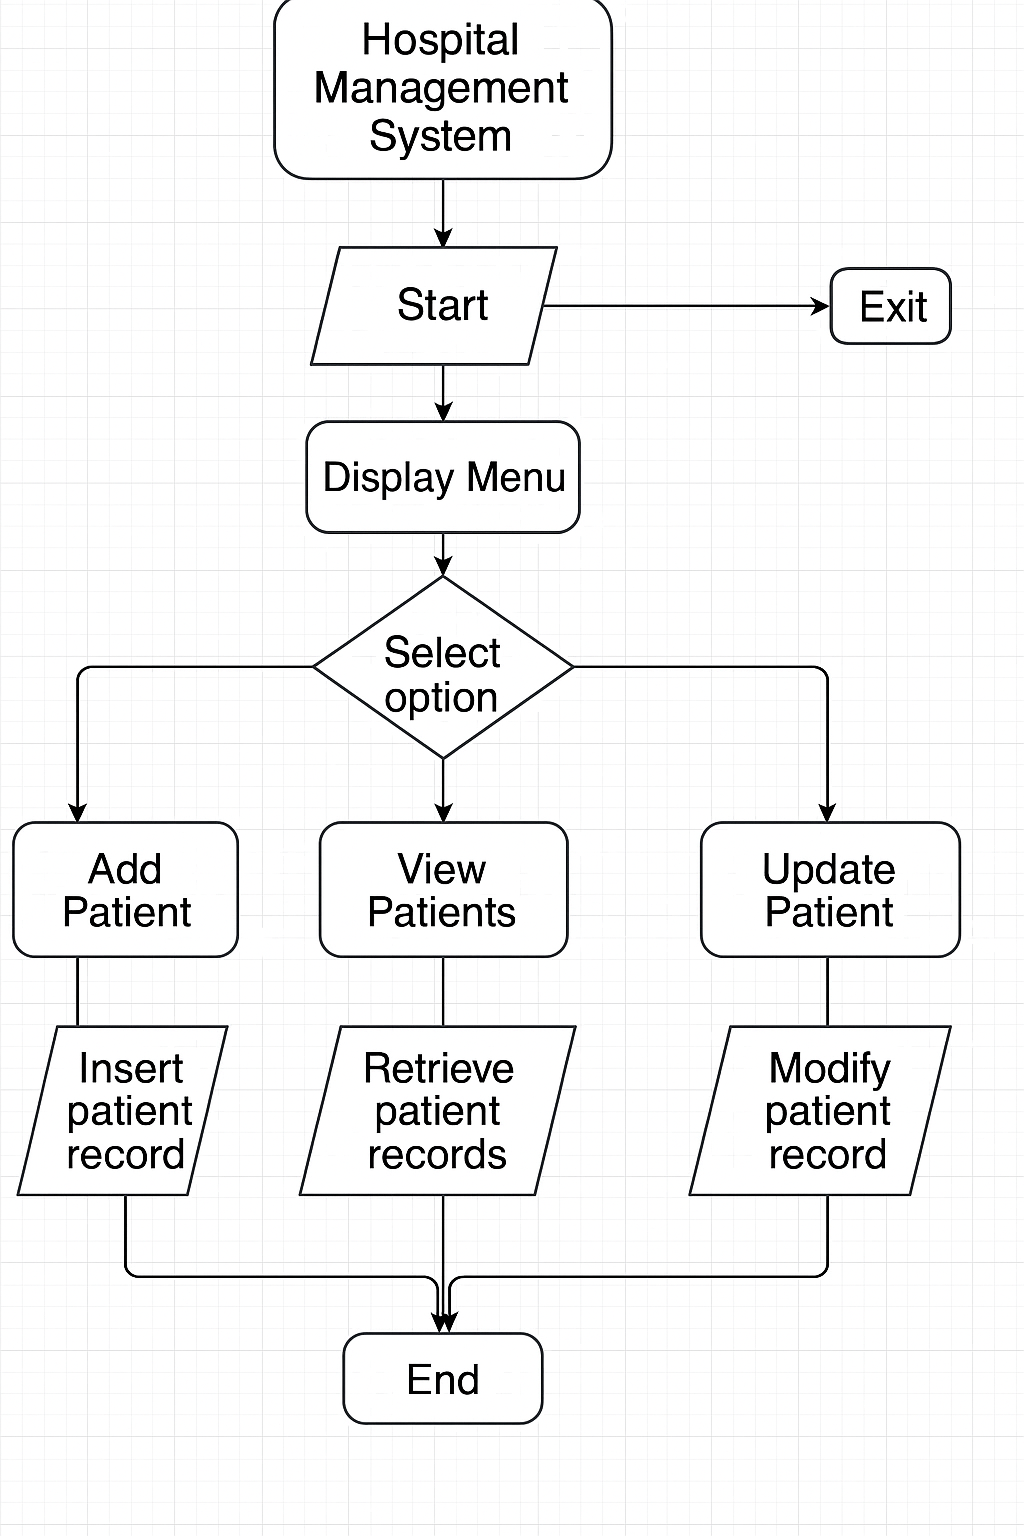 Hospital
Management
System
Start
Exit
Display Menu
Select
option
Add
Patient
View
Patients
Update
Patient
Insert
patient
record
Retrieve
patient
records
Modify
patient
record
End